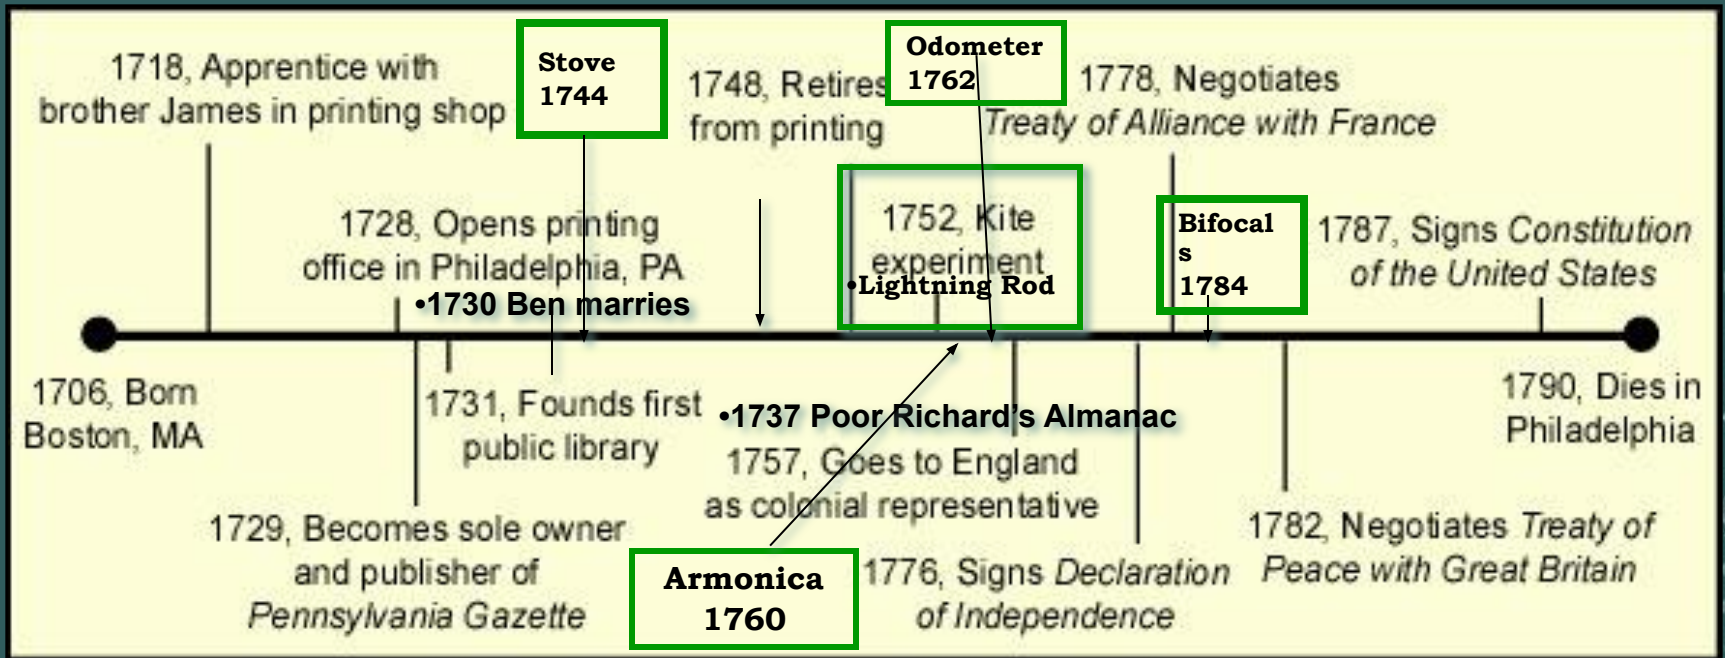 1718, Apprentice with
brother James in printing shop
Stove
1744
1748, Retires
from printing
Odometer
1762
1778, Negotiates
Treaty of Alliance with France
1728, Opens printing
office in Philadelphia, PA
•1730 Ben marries
1752, Kite
experiment
•Lightning Rod
Bifocal
s
1784
1787, Signs Constitution
of the United States
1706, Born
Boston, MA
1731, Founds first
public library
•1737 Poor Richard's Almanac
1757, Goes to England
as colonial representative
1790, Dies in
Philadelphia
1729, Becomes sole owner
and publisher of
Pennsylvania Gazette
Armonica
1760
1776, Signs Declaration
of Independence
1782, Negotiates Treaty of
Peace with Great Britain